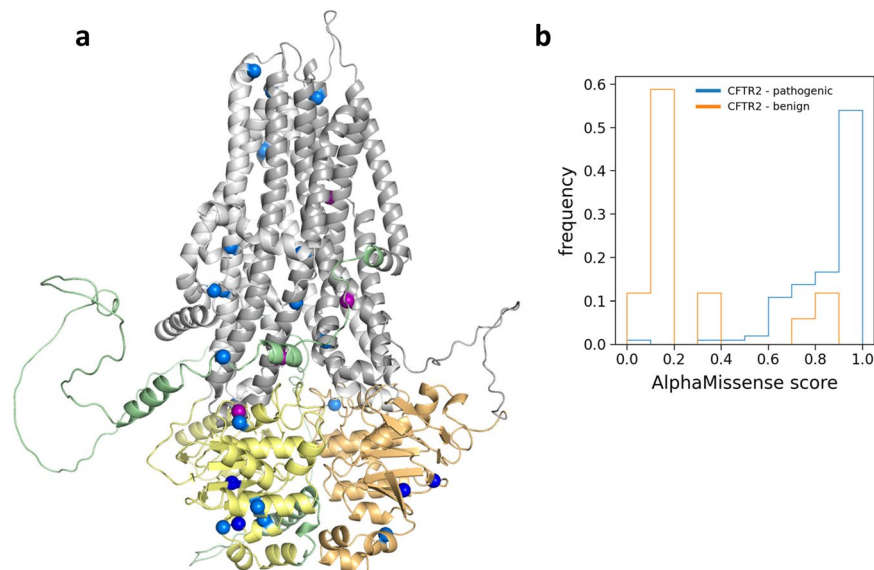 a
b
CFTR2 - pathogenic
CFTR2 - benign
frequency
0.6
0.5
0.4
0.3
0.2
0.1
0.0
0.0 0.2 0.4 0.6 0.8 1.0
AlphaMissense score